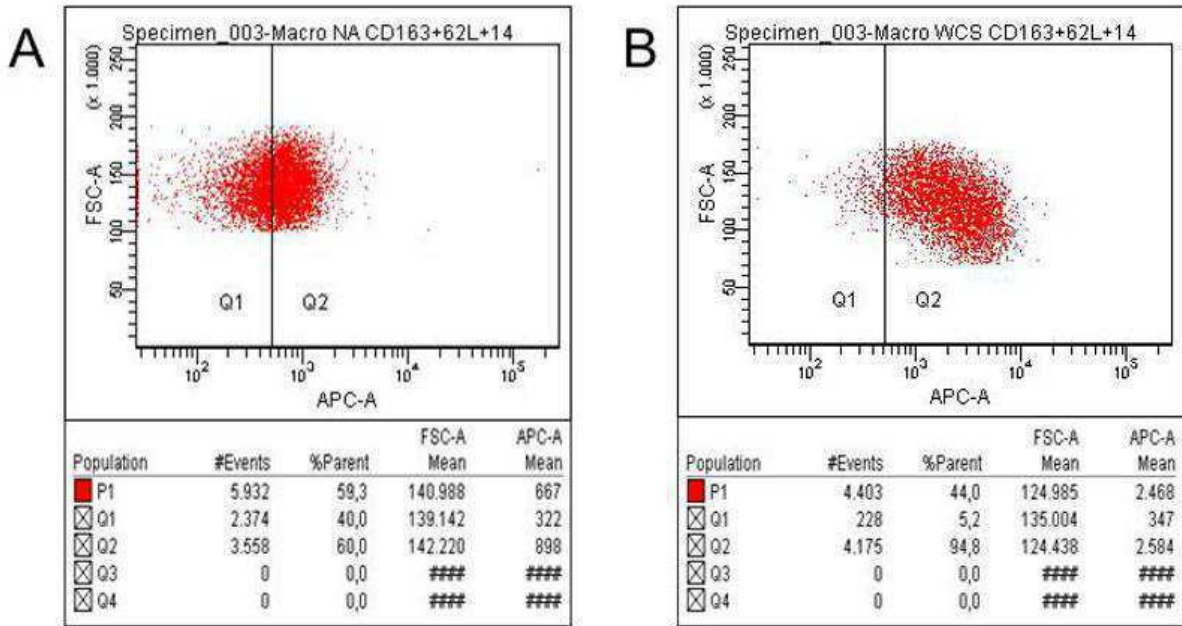 A
Specimen_003-Macro NA CD163+62L+14
(x 1.000)
FSC-A
250
200
150
100
50
Q1 Q2
10² 10³ 10⁴ 10⁵
APC-A
FSC-A APC-A
Population #Events %Parent Mean Mean
P1 5.932 59,3 140.988 667
Q1 2.374 40,0 139.142 322
Q2 3.558 60,0 142.220 898
Q3 0 0,0 #### ####
Q4 0 0,0 #### ####
B
Specimen_003-Macro WCS CD163+62L+14
(x 1.000)
FSC-A
250
200
150
100
50
Q1 Q2
10² 10³ 10⁴ 10⁵
APC-A
FSC-A APC-A
Population #Events %Parent Mean Mean
P1 4.403 44,0 124.985 2.468
Q1 228 5,2 135.004 347
Q2 4.175 94,8 124.438 2.584
Q3 0 0,0 #### ####
Q4 0 0,0 #### ####